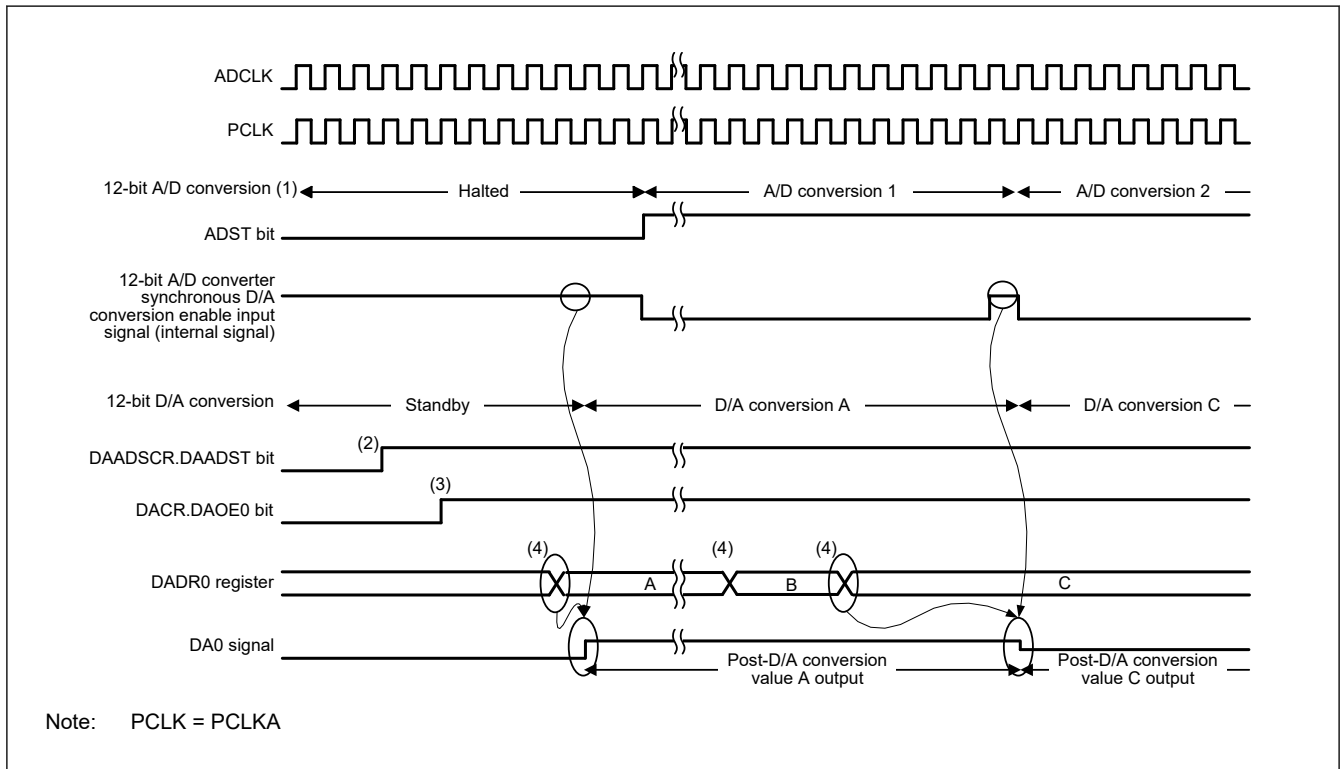 ADCLK
PCLK
12-bit A/D conversion (1)
Halted
A/D conversion 1
A/D conversion 2
ADST bit
12-bit A/D converter
synchronous D/A
conversion enable input
signal (internal signal)
12-bit D/A conversion
Standby
D/A conversion A
D/A conversion C
DAADSCR.DAADST bit
(2)
DACR.DAOE0 bit
(3)
(4)
(4)
(4)
DADR0 register
A
B
C
DA0 signal
Post-D/A conversion
value A output
Post-D/A conversion
value C output
Note: PCLK = PCLKA